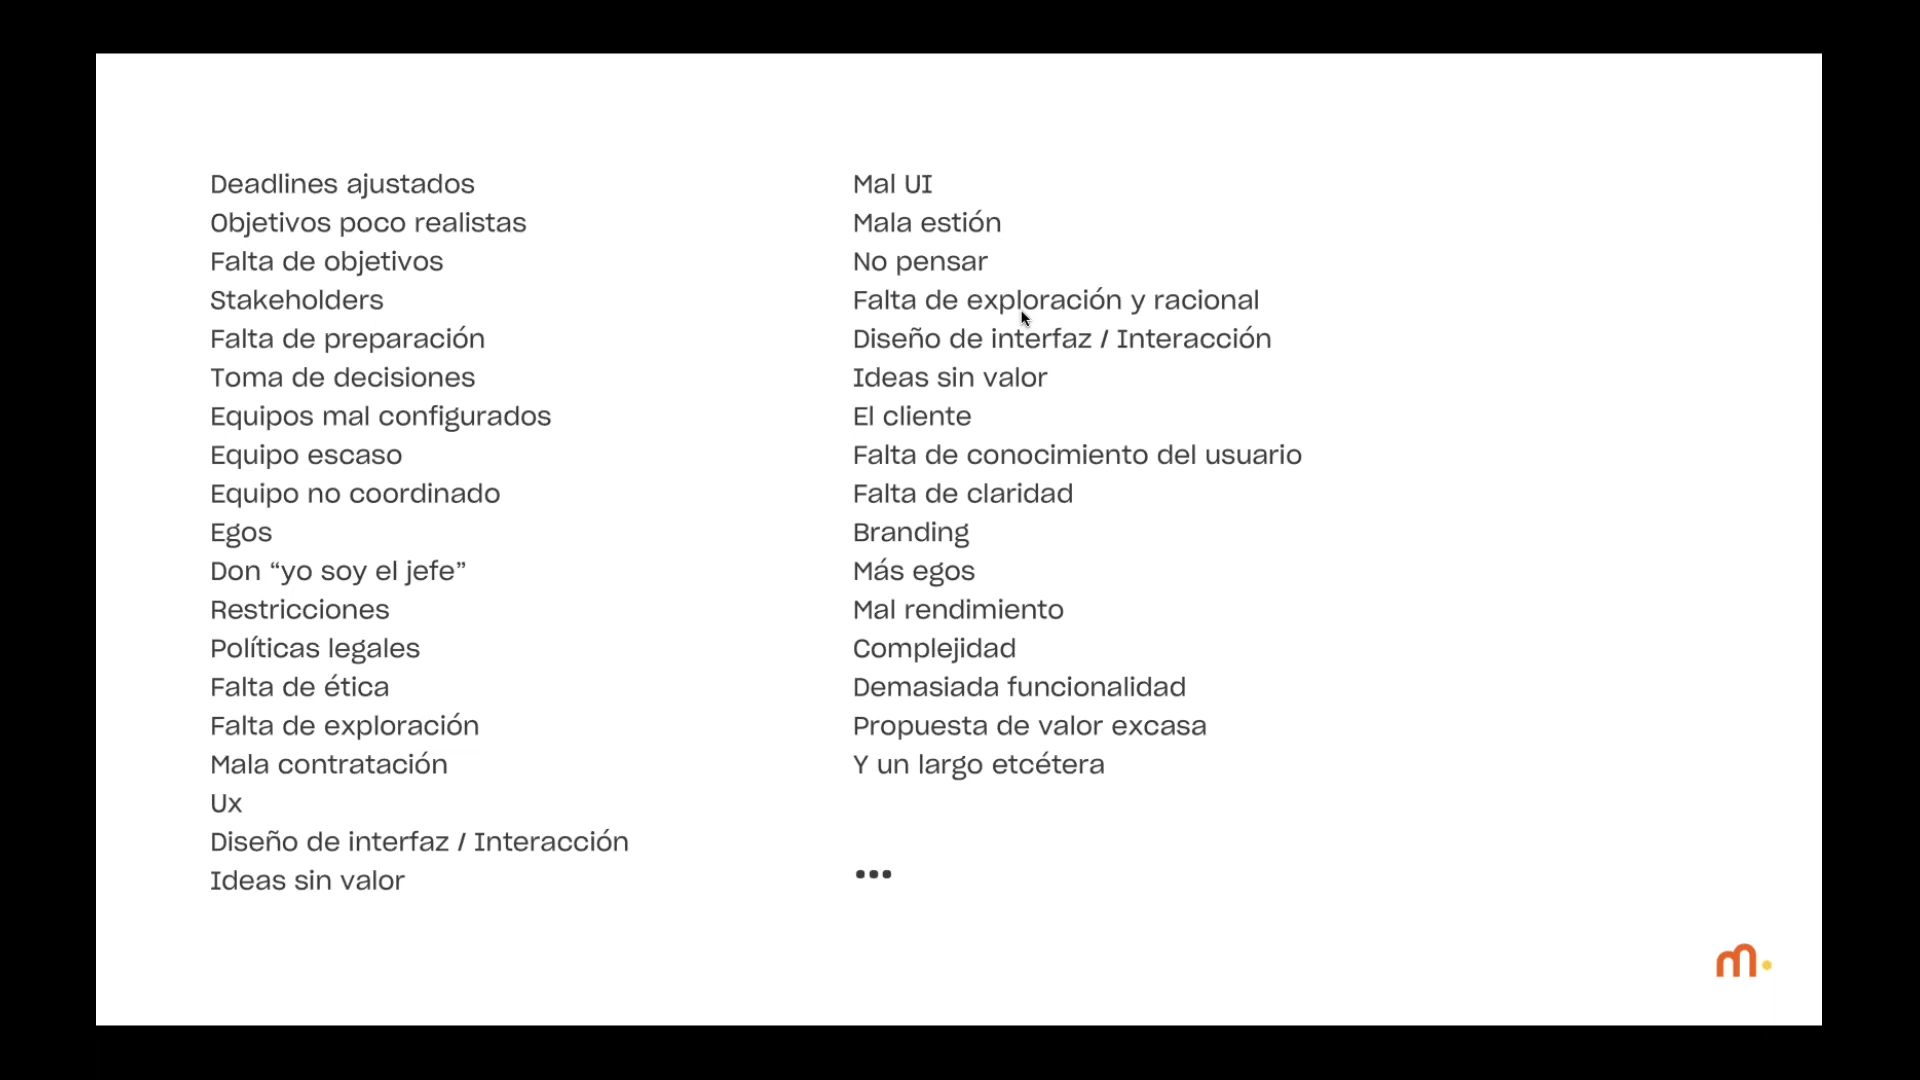 Deadlines ajustados
Objetivos poco realistas
Falta de objetivos
Stakeholders
Falta de preparación
Toma de decisiones
Equipos mal configurados
Equipo escaso
Equipo no coordinado
Egos
Don “yo soy el jefe”
Restricciones
Políticas legales
Falta de ética
Falta de exploración
Mala contratación
Ux
Diseño de interfaz / Interacción
Ideas sin valor
Mal UI
Mala estión
No pensar
Falta de exploración y racional
Diseño de interfaz / Interacción
Ideas sin valor
El cliente
Falta de conocimiento del usuario
Falta de claridad
Branding
Más egos
Mal rendimiento
Complejidad
Demasiada funcionalidad
Propuesta de valor excasa
Y un largo etcétera
...
m.